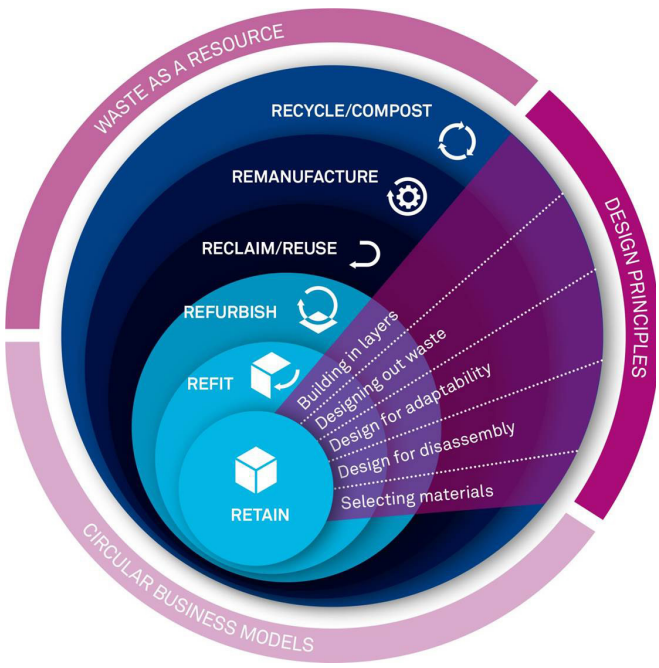 WASTE AS A RESOURCE
RECYCLE/COMPOST
REMANUFACTURE
RECLAIM/REUSE
REFURBISH
REFIT
RETAIN
Building in layers
Designing out waste
Design for adaptability
Design for disassembly
Selecting materials
DESIGN PRINCIPLES
CIRCULAR BUSINESS MODELS